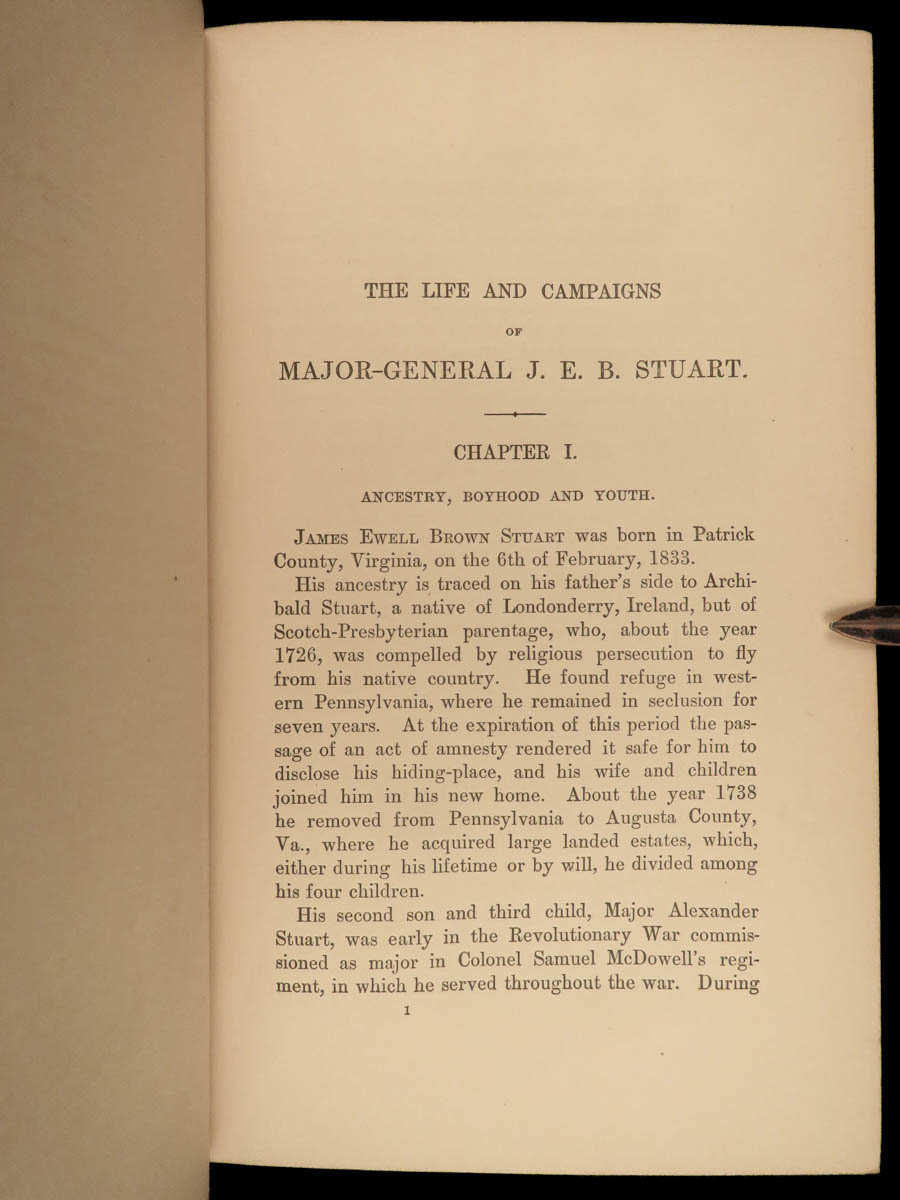 THE LIFE AND CAMPAIGNS
OF
MAJOR-GENERAL J. E. B. STUART.
CHAPTER I.
ANCESTRY, BOYHOOD AND YOUTH.
JAMES EWELL BROWN STUART was born in Patrick
County, Virginia, on the 6th of February, 1833.
His ancestry is traced on his father's side to Archi-
bald Stuart, a native of Londonderry, Ireland, but of
Scotch-Presbyterian parentage, who, about the year
1726, was compelled by religious persecution to fly
from his native country. He found refuge in west-
ern Pennsylvania, where he remained in seclusion for
seven years. At the expiration of this period the pas-
sage of an act of amnesty rendered it safe for him to
disclose his hiding-place, and his wife and children
joined him in his new home. About the year 1738
he removed from Pennsylvania to Augusta County,
Va., where he acquired large landed estates, which,
either during his lifetime or by will, he divided among
his four children.
His second son and third child, Major Alexander
Stuart, was early in the Revolutionary War commis-
sioned as major in Colonel Samuel McDowell's regi-
ment, in which he served throughout the war. During
1